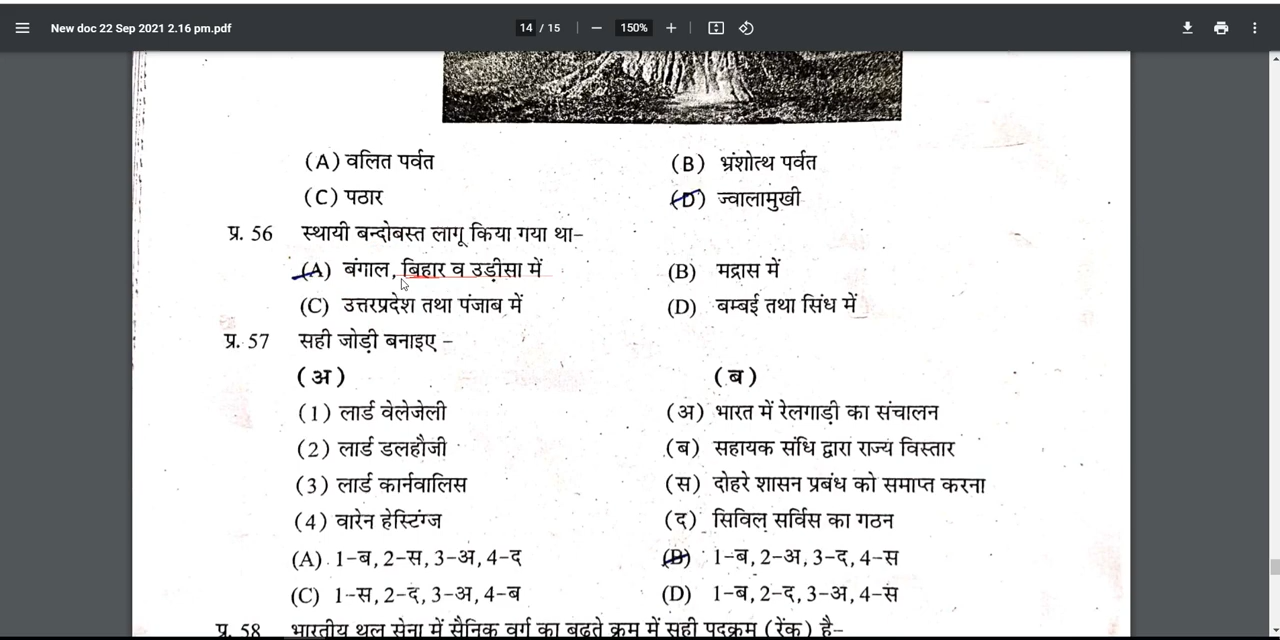 New doc 22 Sep 2021 2.16 pm.pdf 14 / 15 150%
(A) वलित पर्वत (B) भ्रंशोत्थ पर्वत
(C) पठार (D) ज्वालामुखी
प्र. 56 स्थायी बन्दोबस्त लागू किया गया था–
(A) बंगाल, बिहार व उड़ीसा में (B) मद्रास में
(C) उत्तरप्रदेश तथा पंजाब में (D) बम्बई तथा सिंध में
प्र. 57 सही जोड़ी बनाइए –
(अ) (ब)
(1) लार्ड वेलेजेली (अ) भारत में रेलगाड़ी का संचालन
(2) लार्ड डलहौजी (ब) सहायक संधि द्वारा राज्य विस्तार
(3) लार्ड कार्नवालिस (स) दोहरे शासन प्रबंध को समाप्त करना
(4) वारेन हेस्टिंग्ज (द) सिविल सर्विस का गठन
(A) 1-ब, 2-स, 3-अ, 4-द (B) 1-ब, 2-अ, 3-द, 4-स
(C) 1-स, 2-द, 3-अ, 4-ब (D) 1-ब, 2-द, 3-अ, 4-स
प्र. 58 भारतीय थल सेना में सैनिक वर्ग का बढ़ते क्रम में सही पदक्रम (रेंक) है–